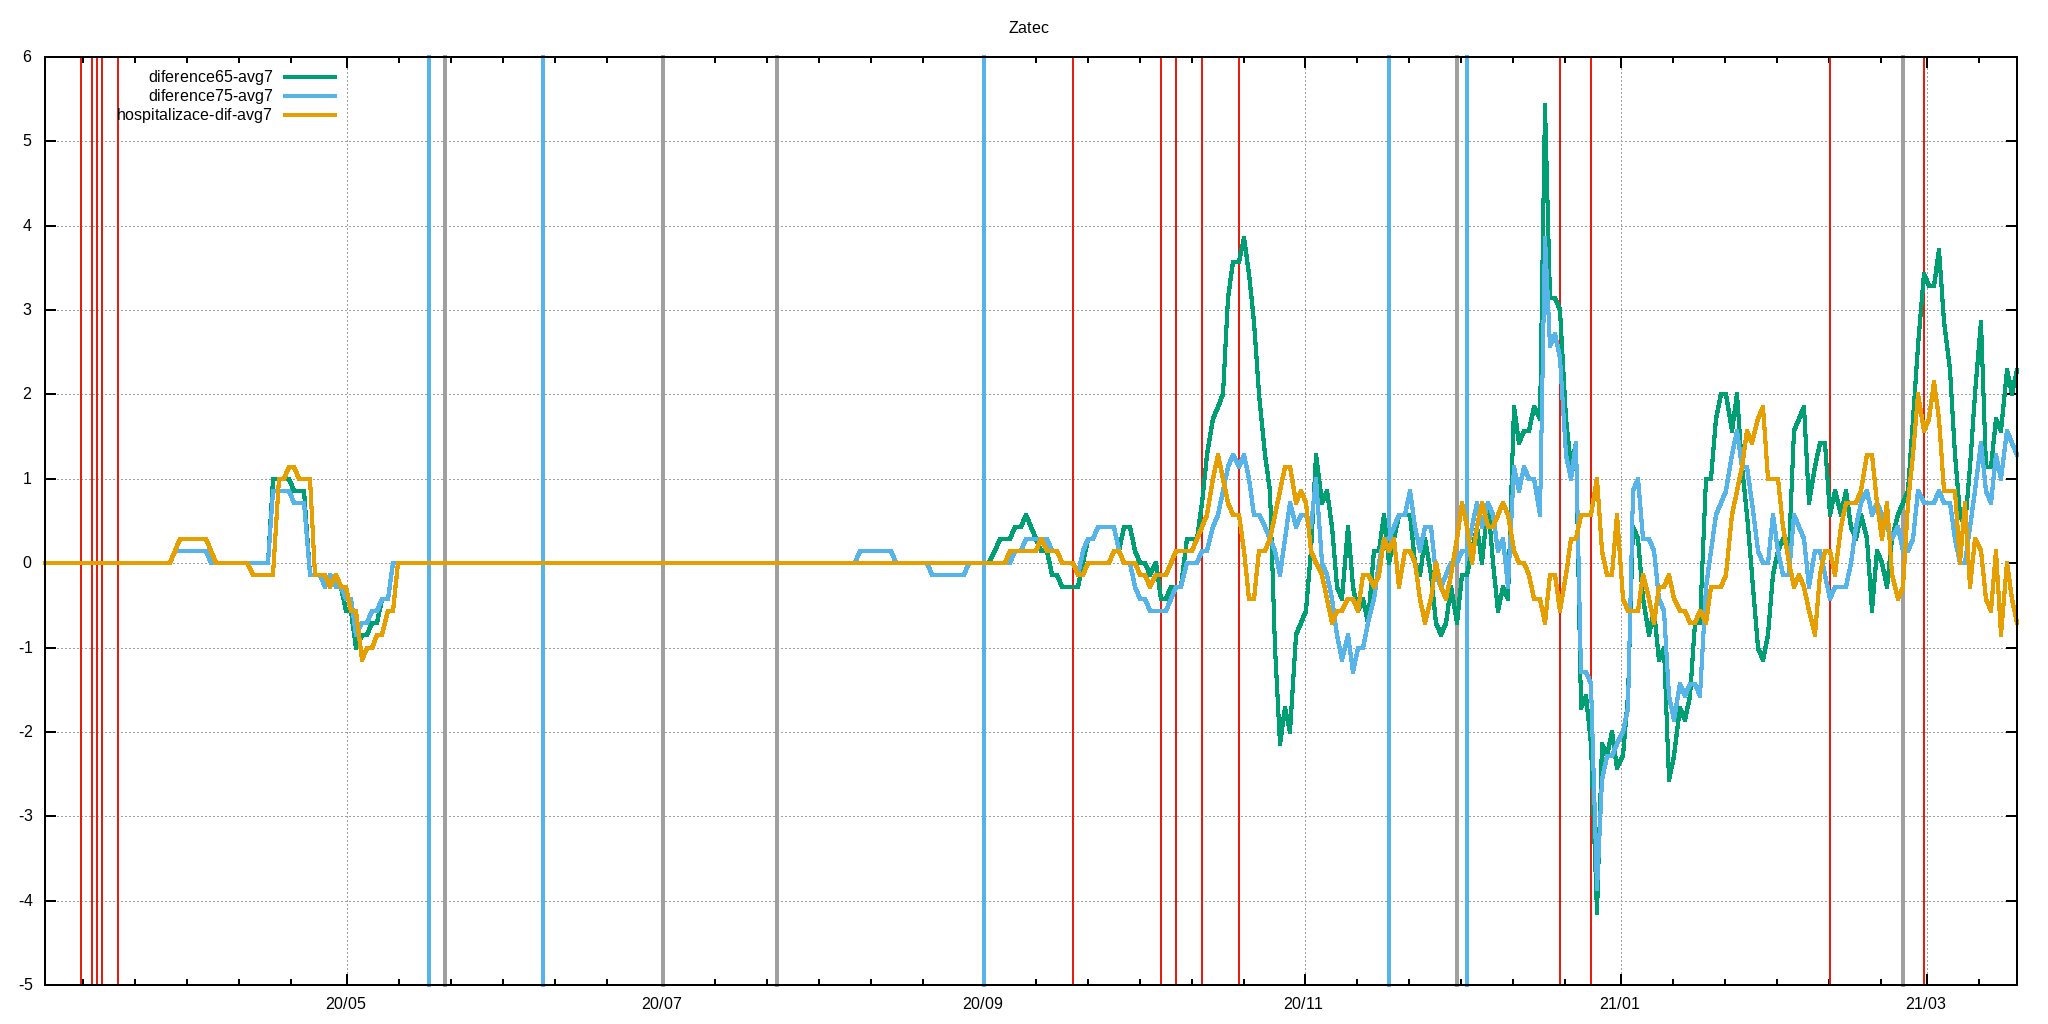 Zatec
6
diference65-avg7
diference75-avg7
hospitalizace-dif-avg7
5
4
3
2
1
0
-1
-2
-3
-4
-5
20/05 20/07 20/09 20/11 21/01 21/03